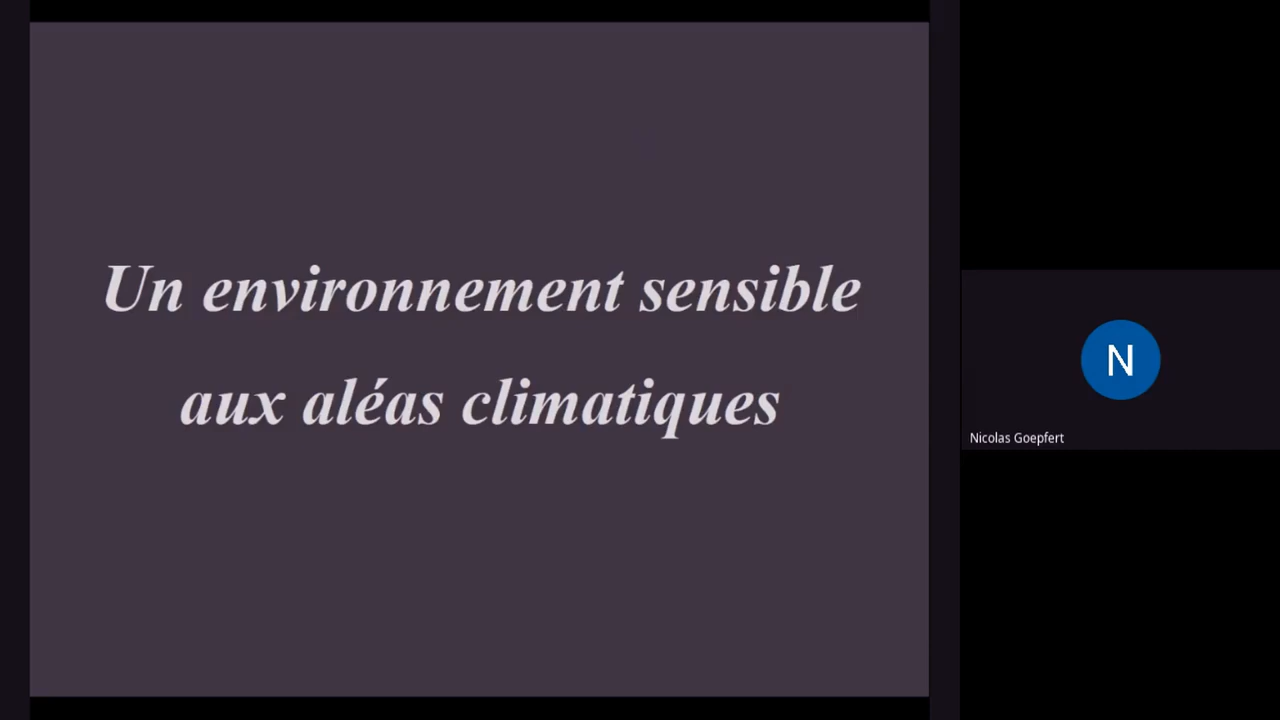 Un environnement sensible
aux aléas climatiques
N
Nicolas Goepfert